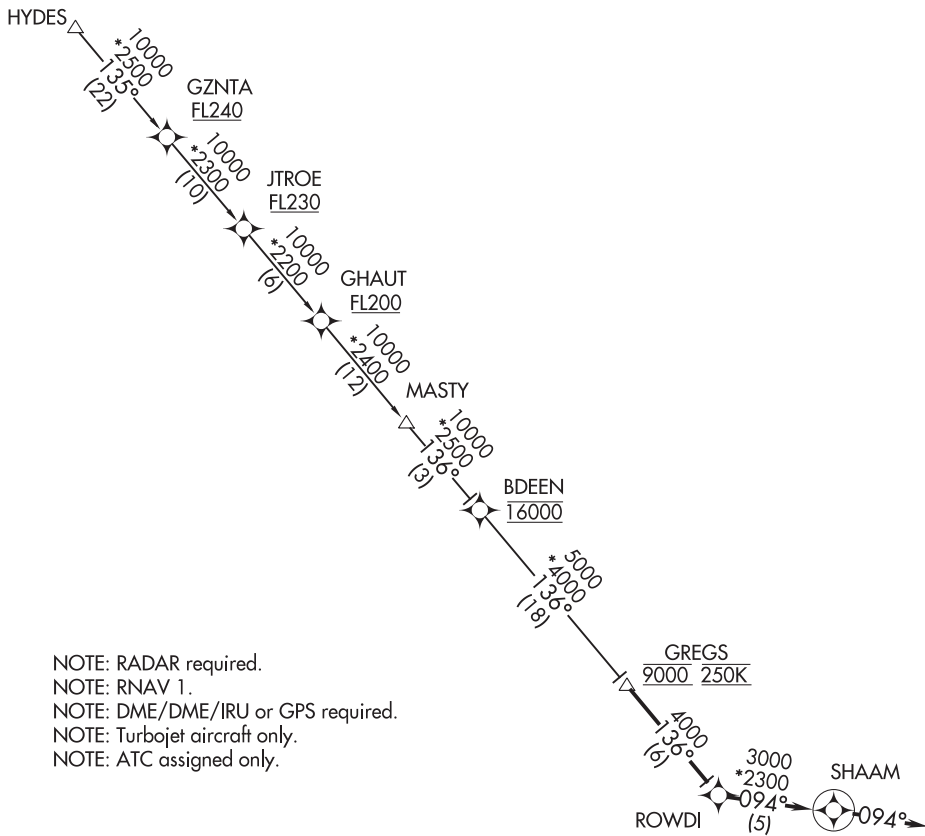 HYDES
10000
*2500
135°
(22)
GZNTA
FL240
10000
*2300
(10)
JTROE
FL230
10000
*2200
(6)
GHAUT
FL200
10000
*2400
(12)
MASTY
10000
*2500
136°
(3)
BDEEN
16000
5000
*4000
136°
(18)
GREGS
9000 250K
4000
136°
(6)
ROWDI
3000
*2300
094°
(5)
SHAAM
094°
NOTE: RADAR required.
NOTE: RNAV 1.
NOTE: DME/DME/IRU or GPS required.
NOTE: Turbojet aircraft only.
NOTE: ATC assigned only.